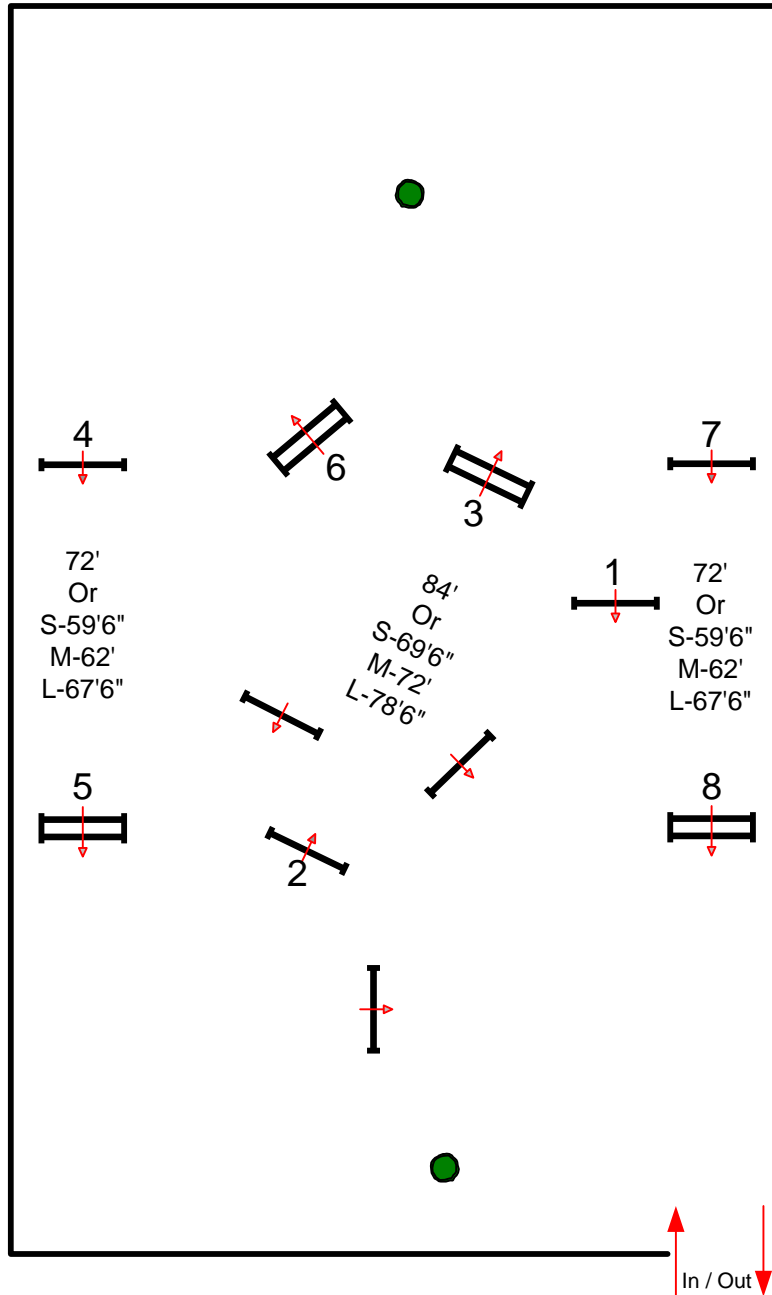 4
6
3
7
72'
Or
S-59'6"
M-62'
L-67'6"
84'
Or
S-69'6"
M-72'
L-78'6"
1
72'
Or
S-59'6"
M-62'
L-67'6"
5
2
8
In / Out